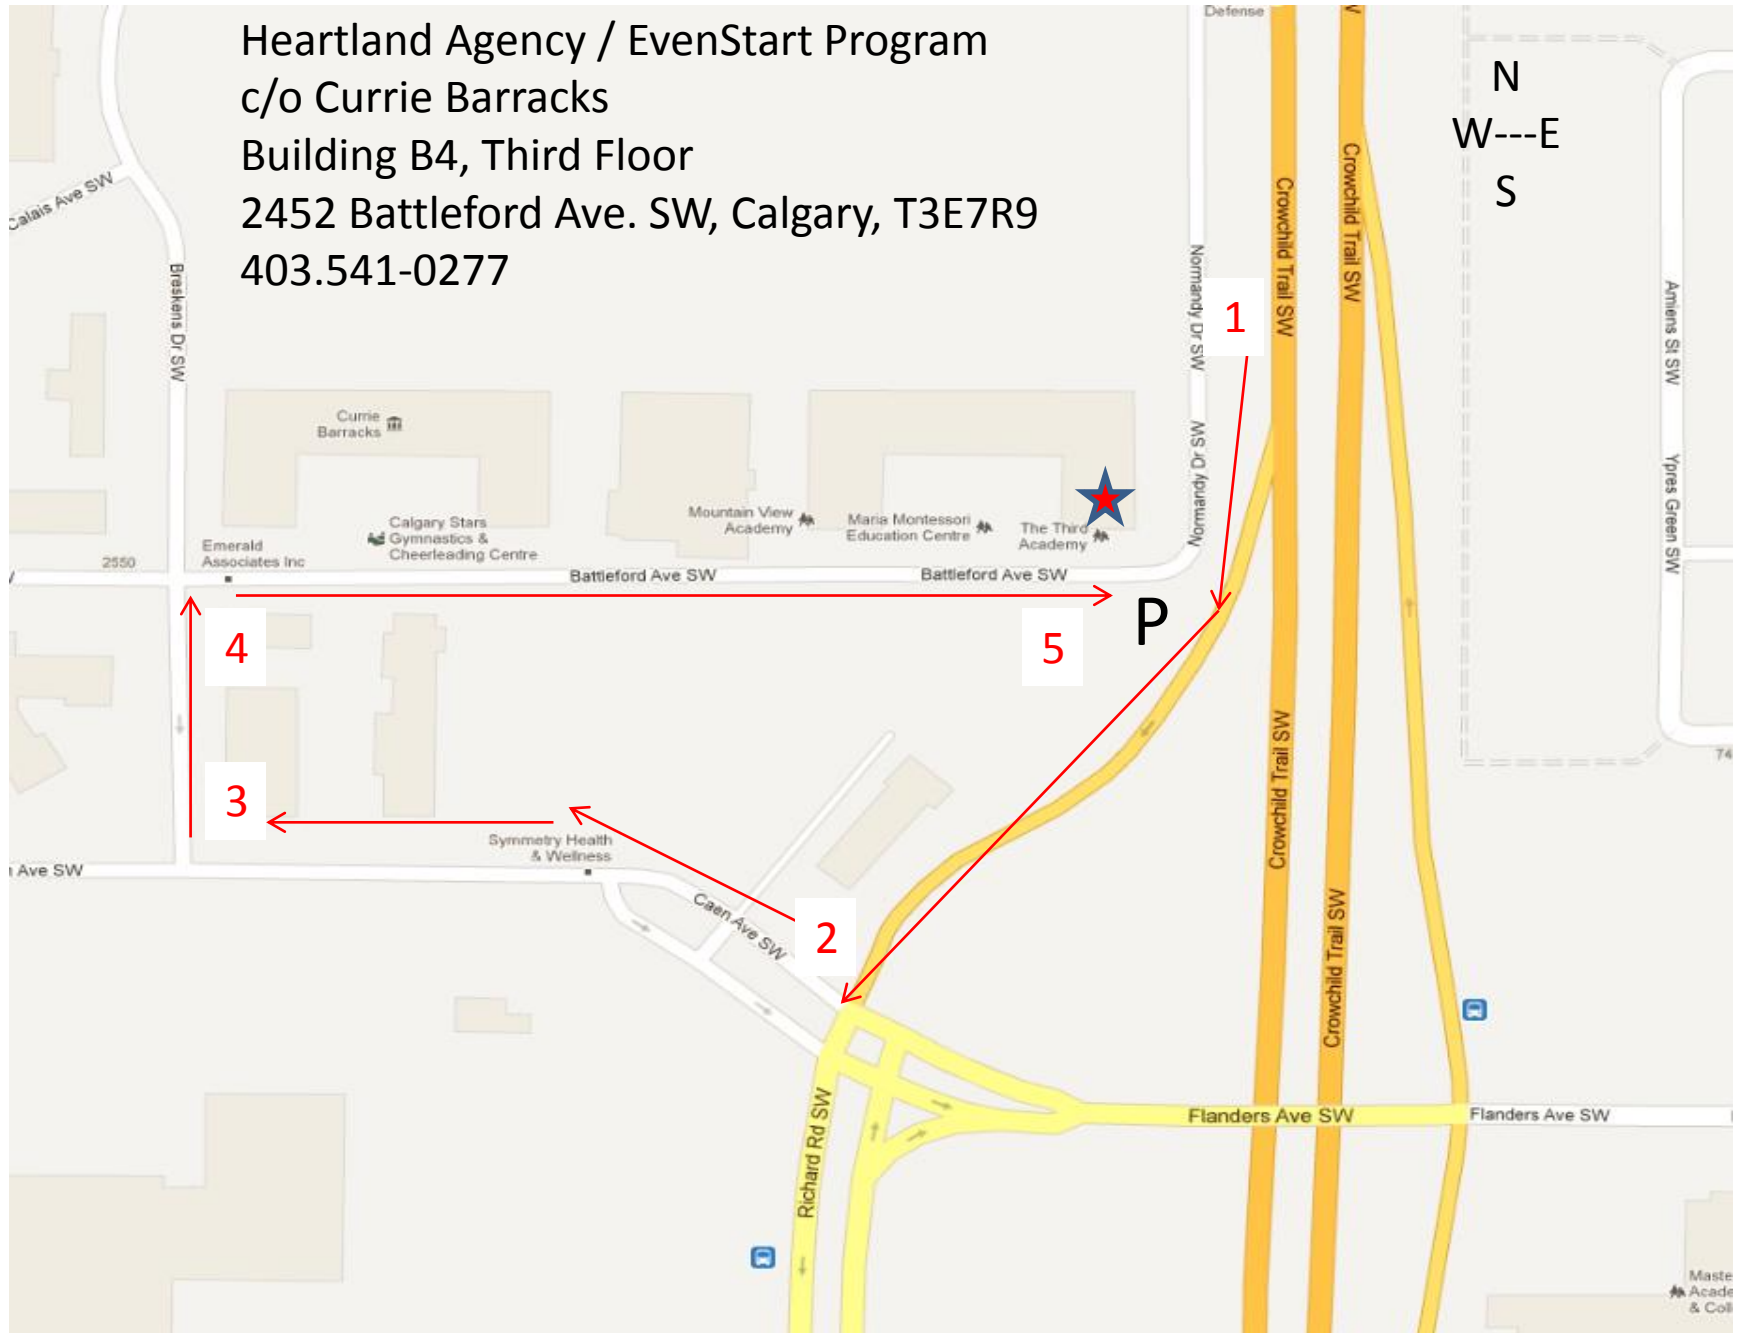 Defense
Heartland Agency / EvenStart Program
c/o Currie Barracks
Building B4, Third Floor
2452 Battleford Ave. SW, Calgary, T3E7R9
403.541-0277
N
W---E
S
Calais Ave SW
Breskens Dr SW
Normandy Dr SW
Normandy Dr SW
Crowchild Trail SW
Crowchild Trail SW
W
Amiens St SW
Ypres Green SW
1
Currie
Barracks
Calgary Stars
Gymnastics &
Cheerleading Centre
Mountain View
Academy
Maria Montessori
Education Centre
The Third
Academy
Emerald
Associates Inc
2550
Battleford Ave SW
Battleford Ave SW
4
5
P
3
Symmetry Health
& Wellness
Ave SW
Caen Ave SW
2
Crowchild Trail SW
Crowchild Trail SW
74
Richard Rd SW
Flanders Ave SW
Flanders Ave SW
Maste
Acade
& Coll